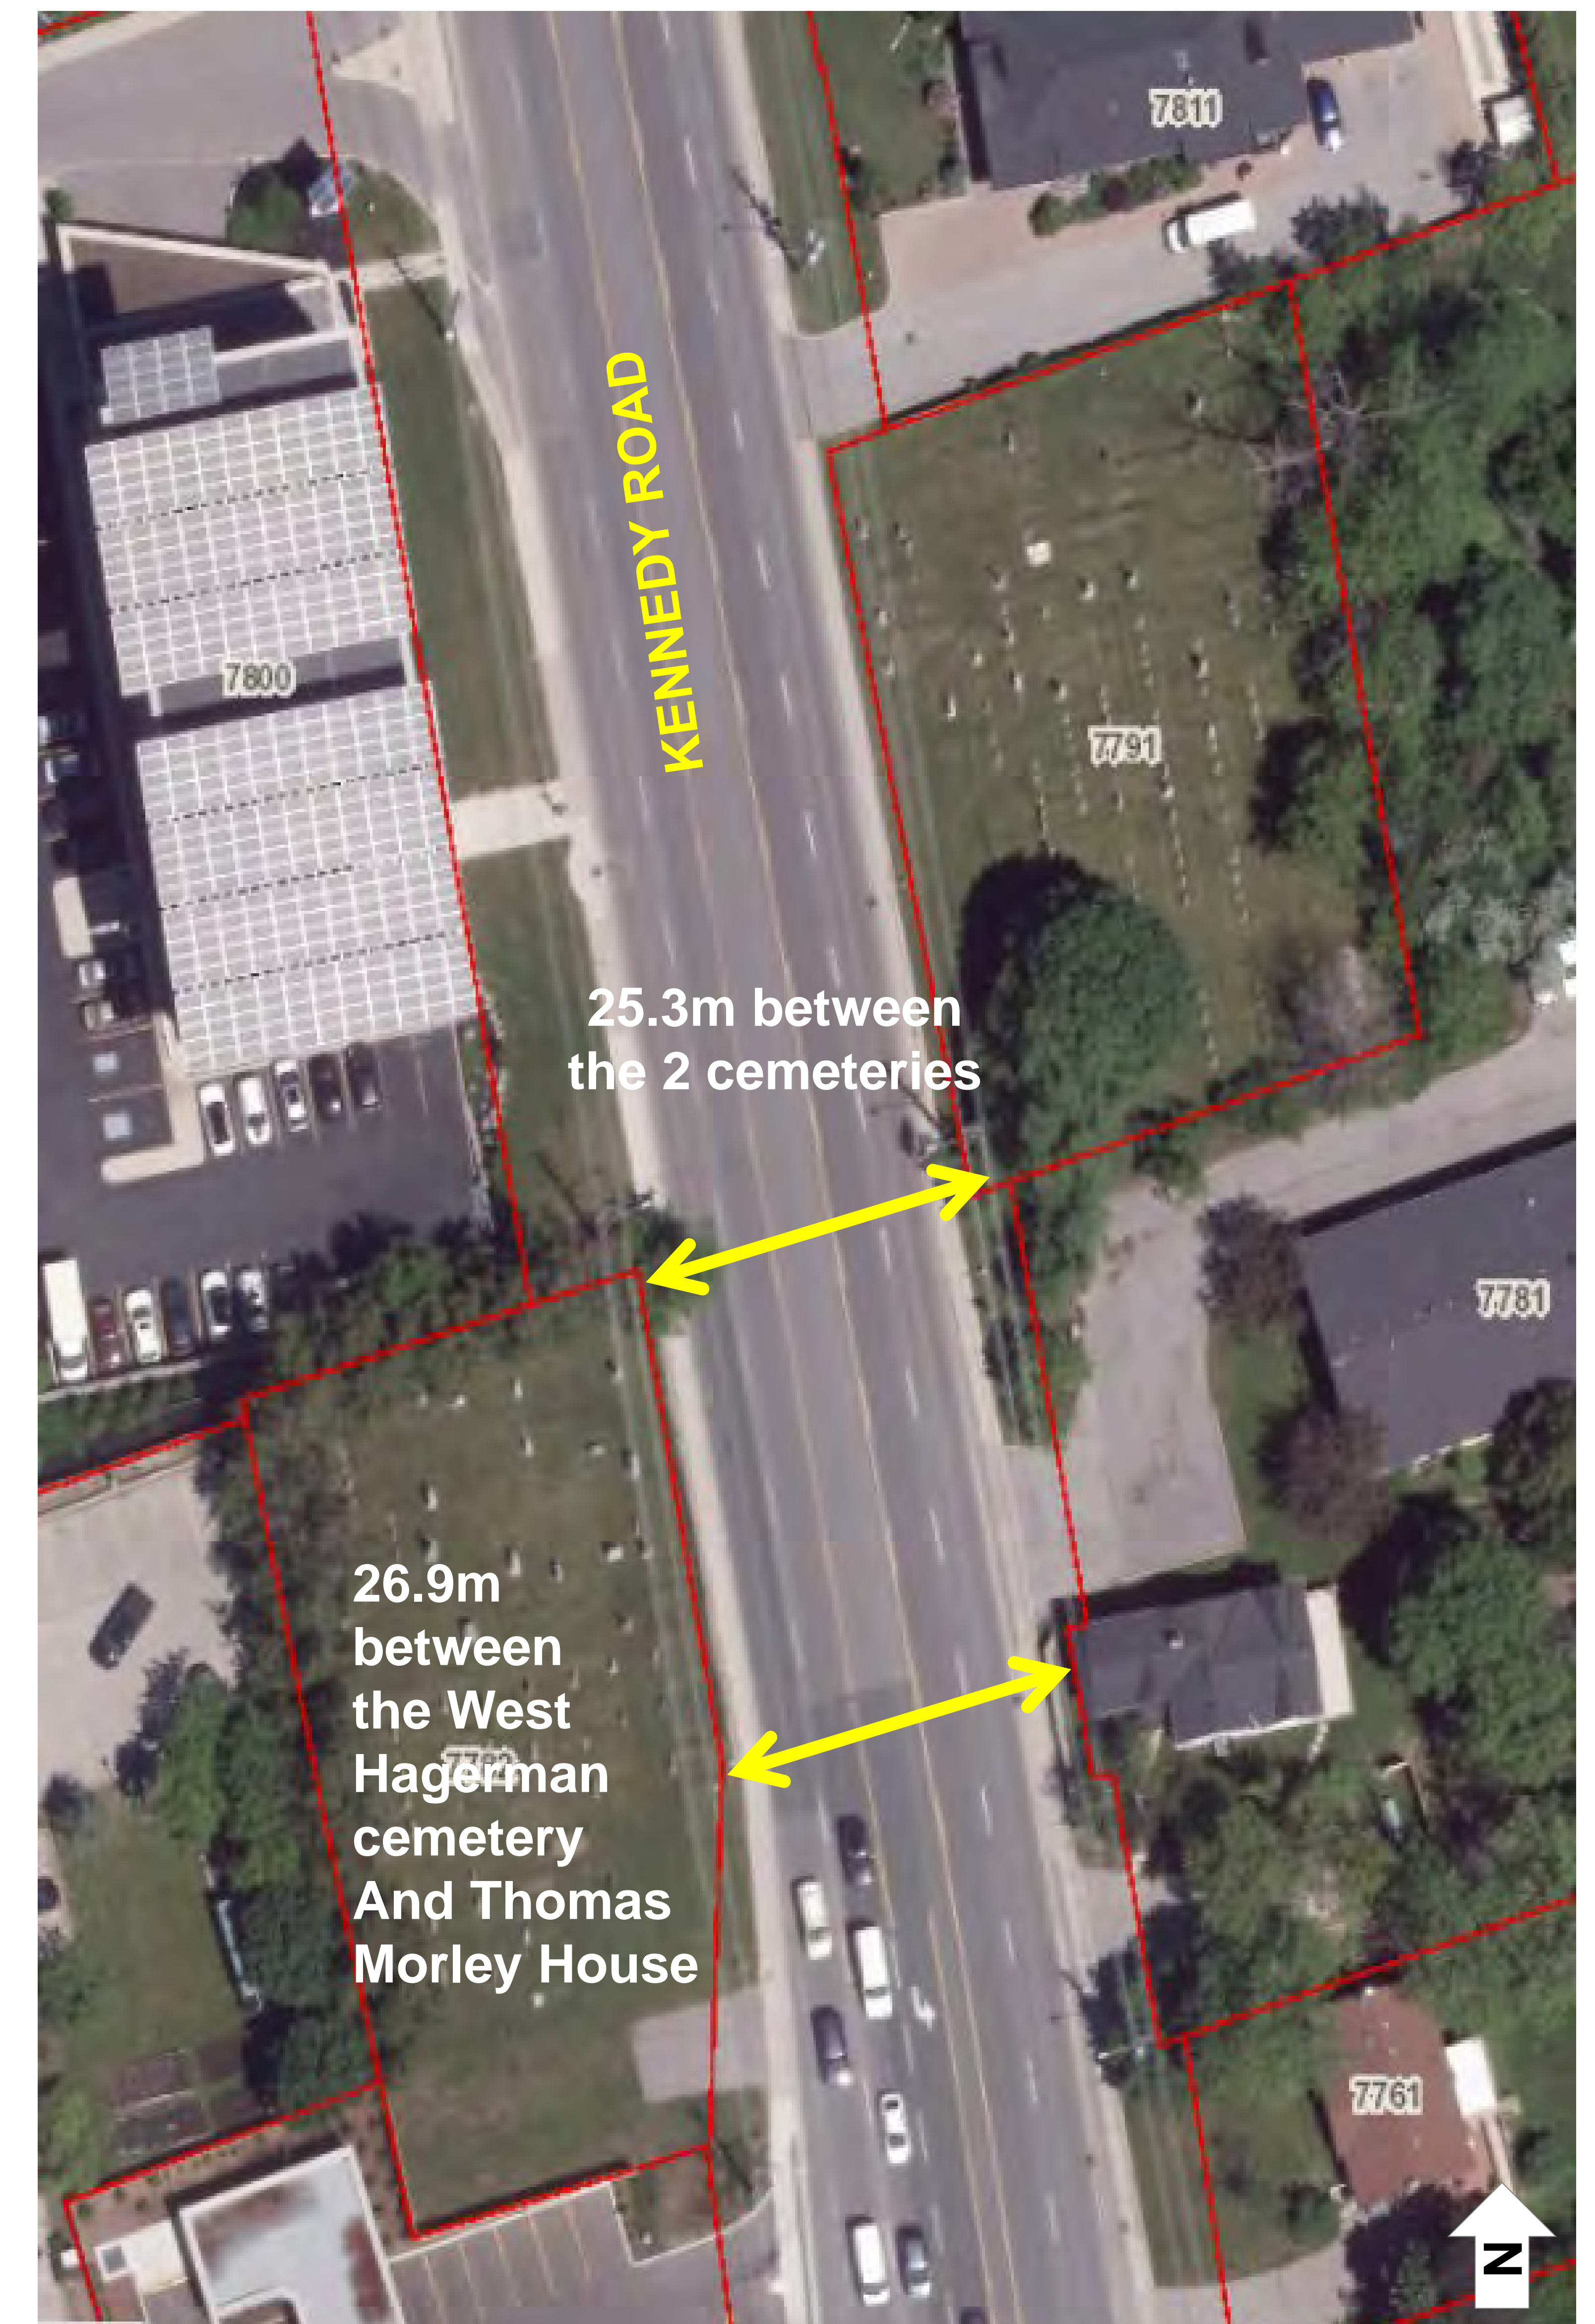 7811
KENNEDY ROAD
7800
7791
25.3m between
the 2 cemeteries
7781
26.9m
between
the West
Hagerman
cemetery
And Thomas
Morley House
7761
N